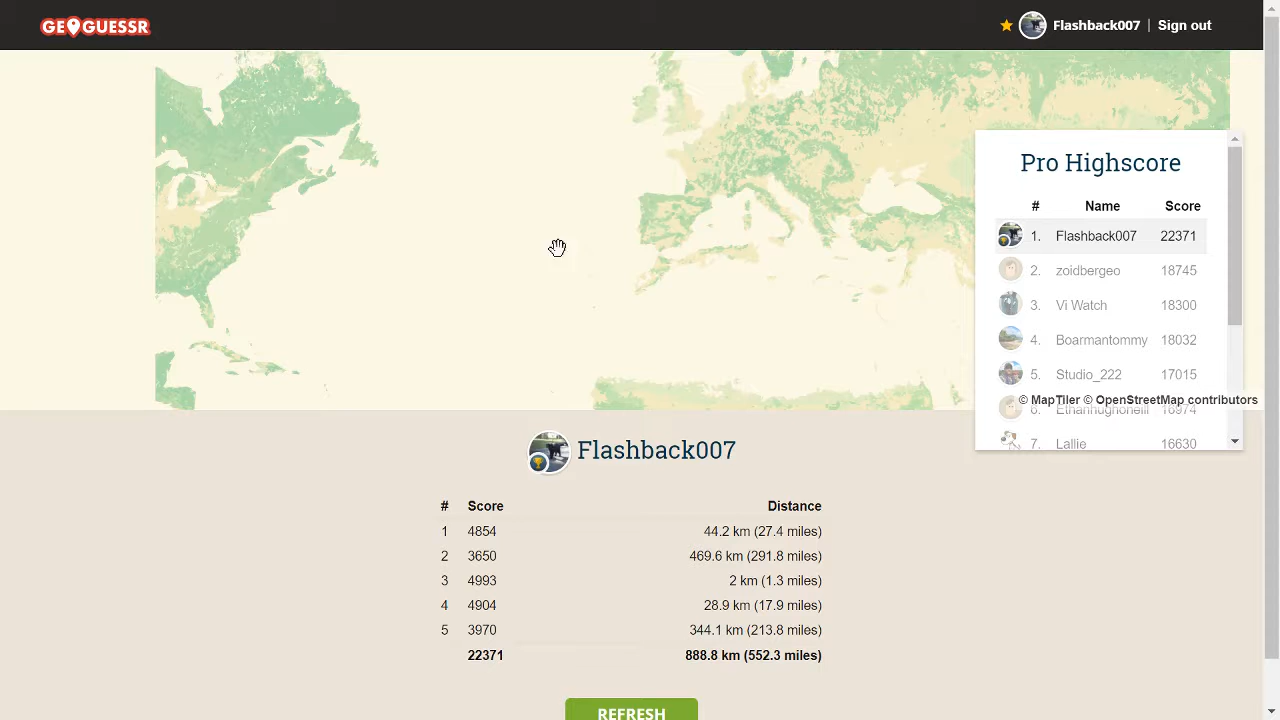 GEOGUESSR
Flashback007 | Sign out
Pro Highscore
# Name Score
1. Flashback007 22371
2. zoidbergeo 18745
3. Vi Watch 18300
4. Boarmantommy 18032
5. Studio_222 17015
© MapTiler © OpenStreetMap contributors
7. Lallie 16630
Flashback007
# Score Distance
1 4854 44.2 km (27.4 miles)
2 3650 469.6 km (291.8 miles)
3 4993 2 km (1.3 miles)
4 4904 28.9 km (17.9 miles)
5 3970 344.1 km (213.8 miles)
22371 888.8 km (552.3 miles)
REFRESH